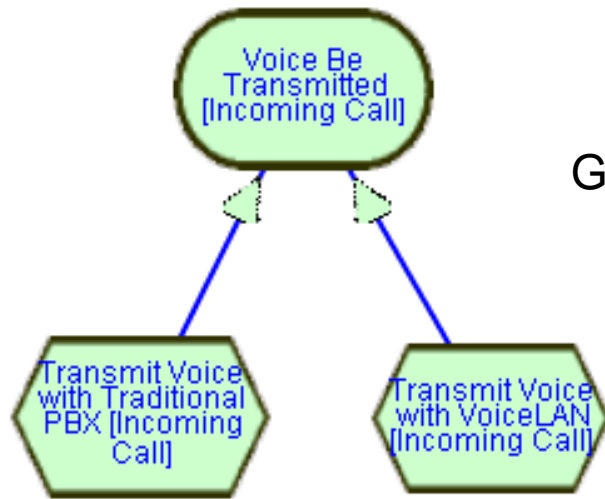 Voice Be
Transmitted
[Incoming Call]
G
Transmit Voice
with Traditional
PBX [Incoming
Call]
Transmit Voice
with VoiceLAN
[Incoming Call]